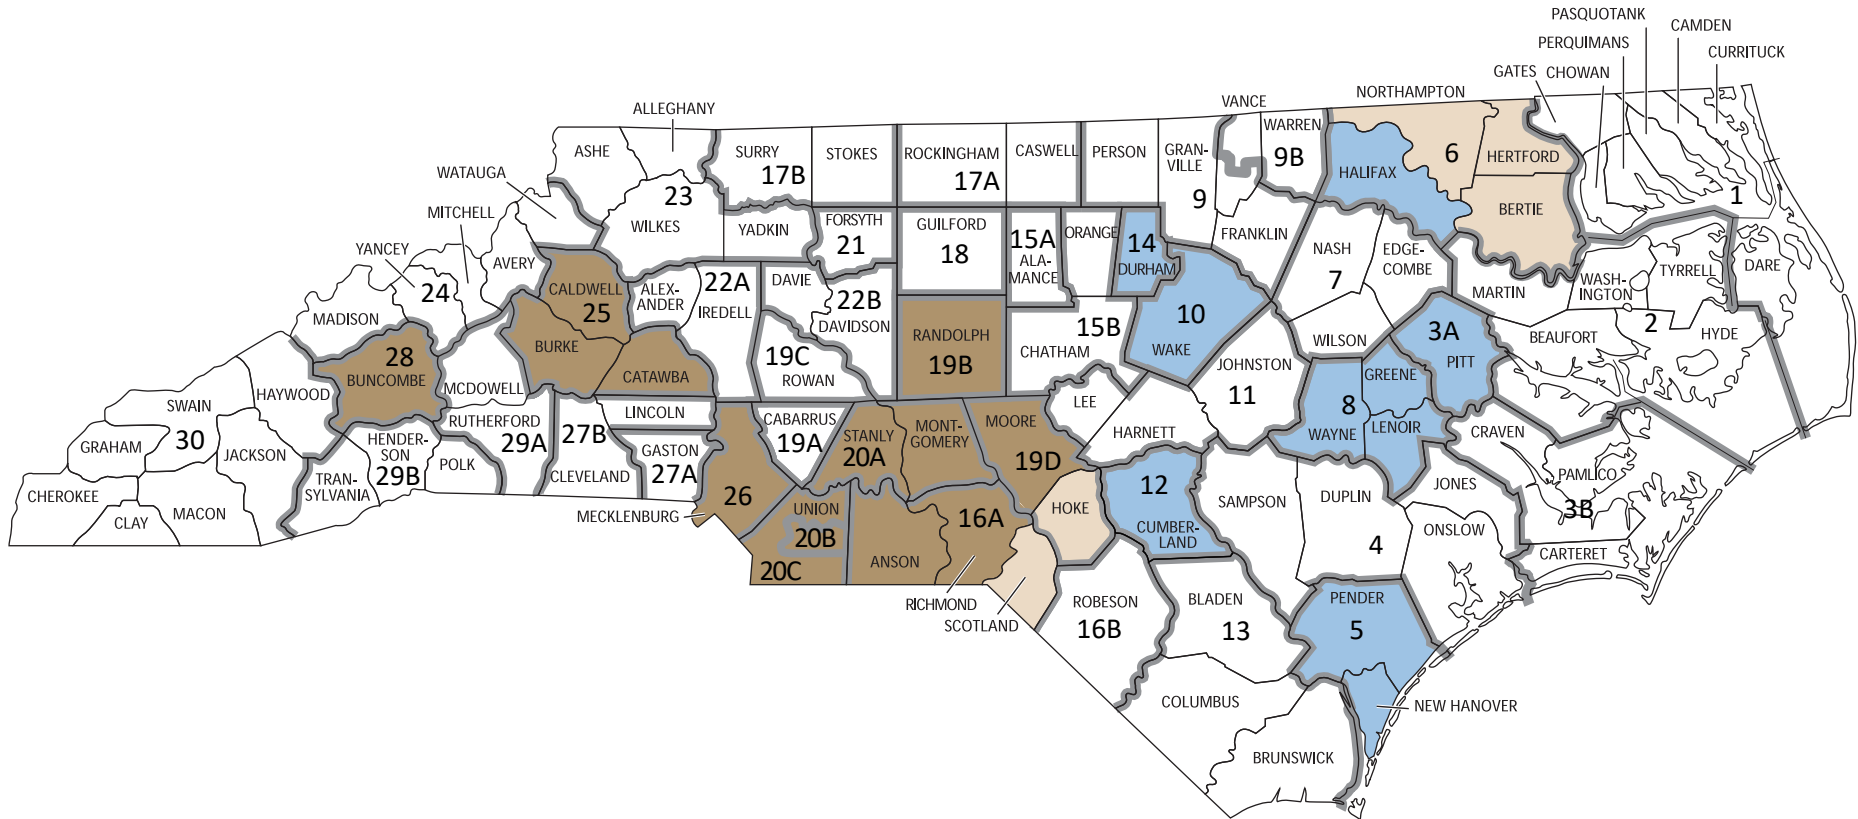 PASQUOTANK
CAMDEN
PERQUIMANS
CURRITUCK
GATES
CHOWAN
NORTHAMPTON
VANCE
ALLEGHANY
WARREN
ASHE
SURRY
STOKES
ROCKINGHAM
CASWELL
PERSON
GRAN-
VILLE
9B
17B
17A
6
HERTFORD
WATAUGA
23
HALIFAX
1
MITCHELL
WILKES
YADKIN
FORSYTH
21
GUILFORD
18
15A
ALA-
MANCE
ORANGE
14
DURHAM
9
FRANKLIN
BERTIE
YANCEY
24
AVERY
NASH
7
EDGE-
COMBE
WASH-
INGTON
TYRRELL
DARE
CALDWELL
25
ALEX-
ANDER
22A
IREDELL
DAVIE
22B
DAVIDSON
MARTIN
MADISON
10
WAKE
15B
CHATHAM
RANDOLPH
19B
WILSON
3A
PITT
BEAUFORT
2
HYDE
28
BUNCOMBE
BURKE
CATAWBA
19C
ROWAN
JOHNSTON
11
GREENE
HAYWOOD
MCDOWELL
LEE
8
WAYNE
LENOIR
SWAIN
30
LINCOLN
RUTHERFORD
29A
27B
CABARRUS
19A
STANLY
20A
MONT-
GOMERY
MOORE
19D
HARNETT
CRAVEN
GRAHAM
JACKSON
HENDER-
SON
29B
POLK
GASTON
27A
CLEVELAND
TRAN-
SYLVANIA
PAMLICO
3B
CHEROKEE
CLAY
MACON
26
MECKLENBURG
UNION
20B
20C
16A
HOKE
12
CUMBER-
LAND
SAMPSON
DUPLIN
4
JONES
ONSLOW
CARTERET
ANSON
RICHMOND
SCOTLAND
ROBESON
16B
BLADEN
13
PENDER
5
COLUMBUS
NEW HANOVER
BRUNSWICK